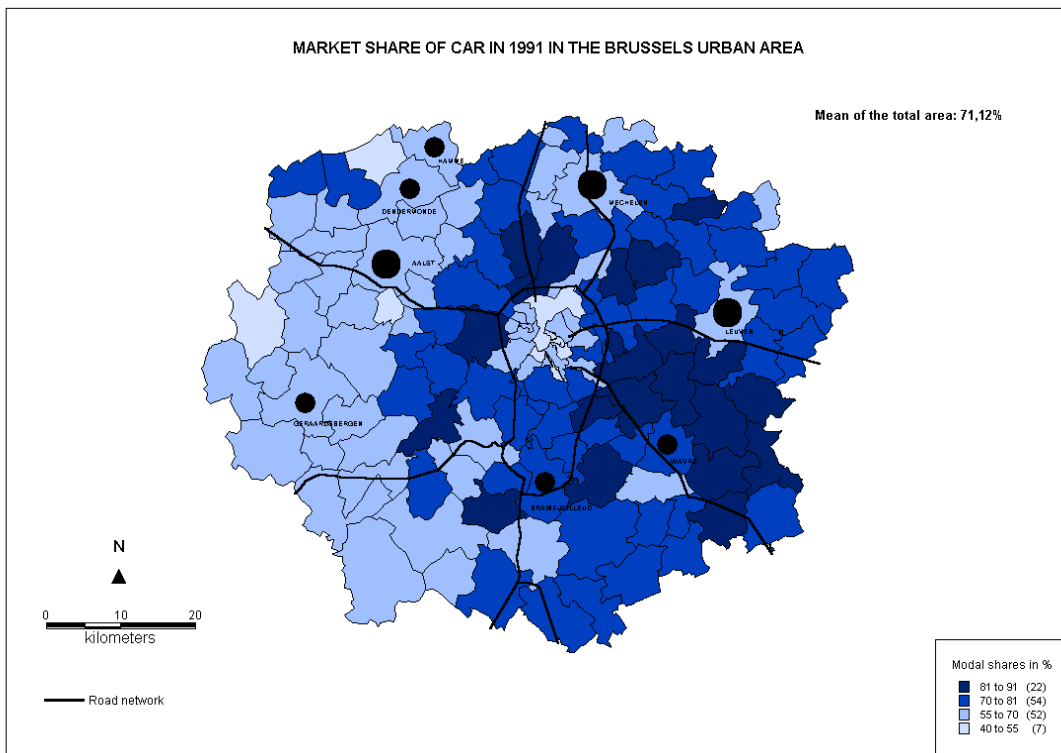 MARKET SHARE OF CAR IN 1991 IN THE BRUSSELS URBAN AREA
Mean of the total area: 71,12%
HAMME
DENDERMONDE
MECHELEN
AALST
LEUVEN
GERAARDSBERGEN
WAVRE
BRAINE-L'ALLEUD
N
0 10 20
kilometers
Road network
Modal shares in %
81 to 91 (22)
70 to 81 (54)
55 to 70 (52)
40 to 55 (7)